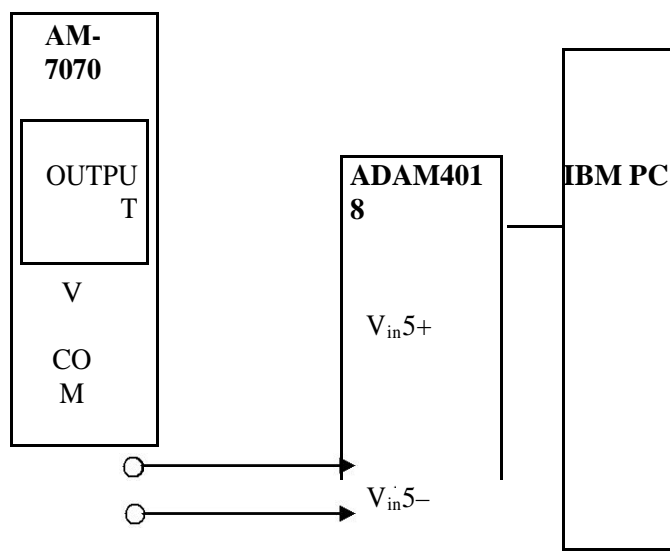 AM-
7070
OUTPU
T
V
CO
M
ADAM401
8
Vin5+
Vin5–
IBM PC